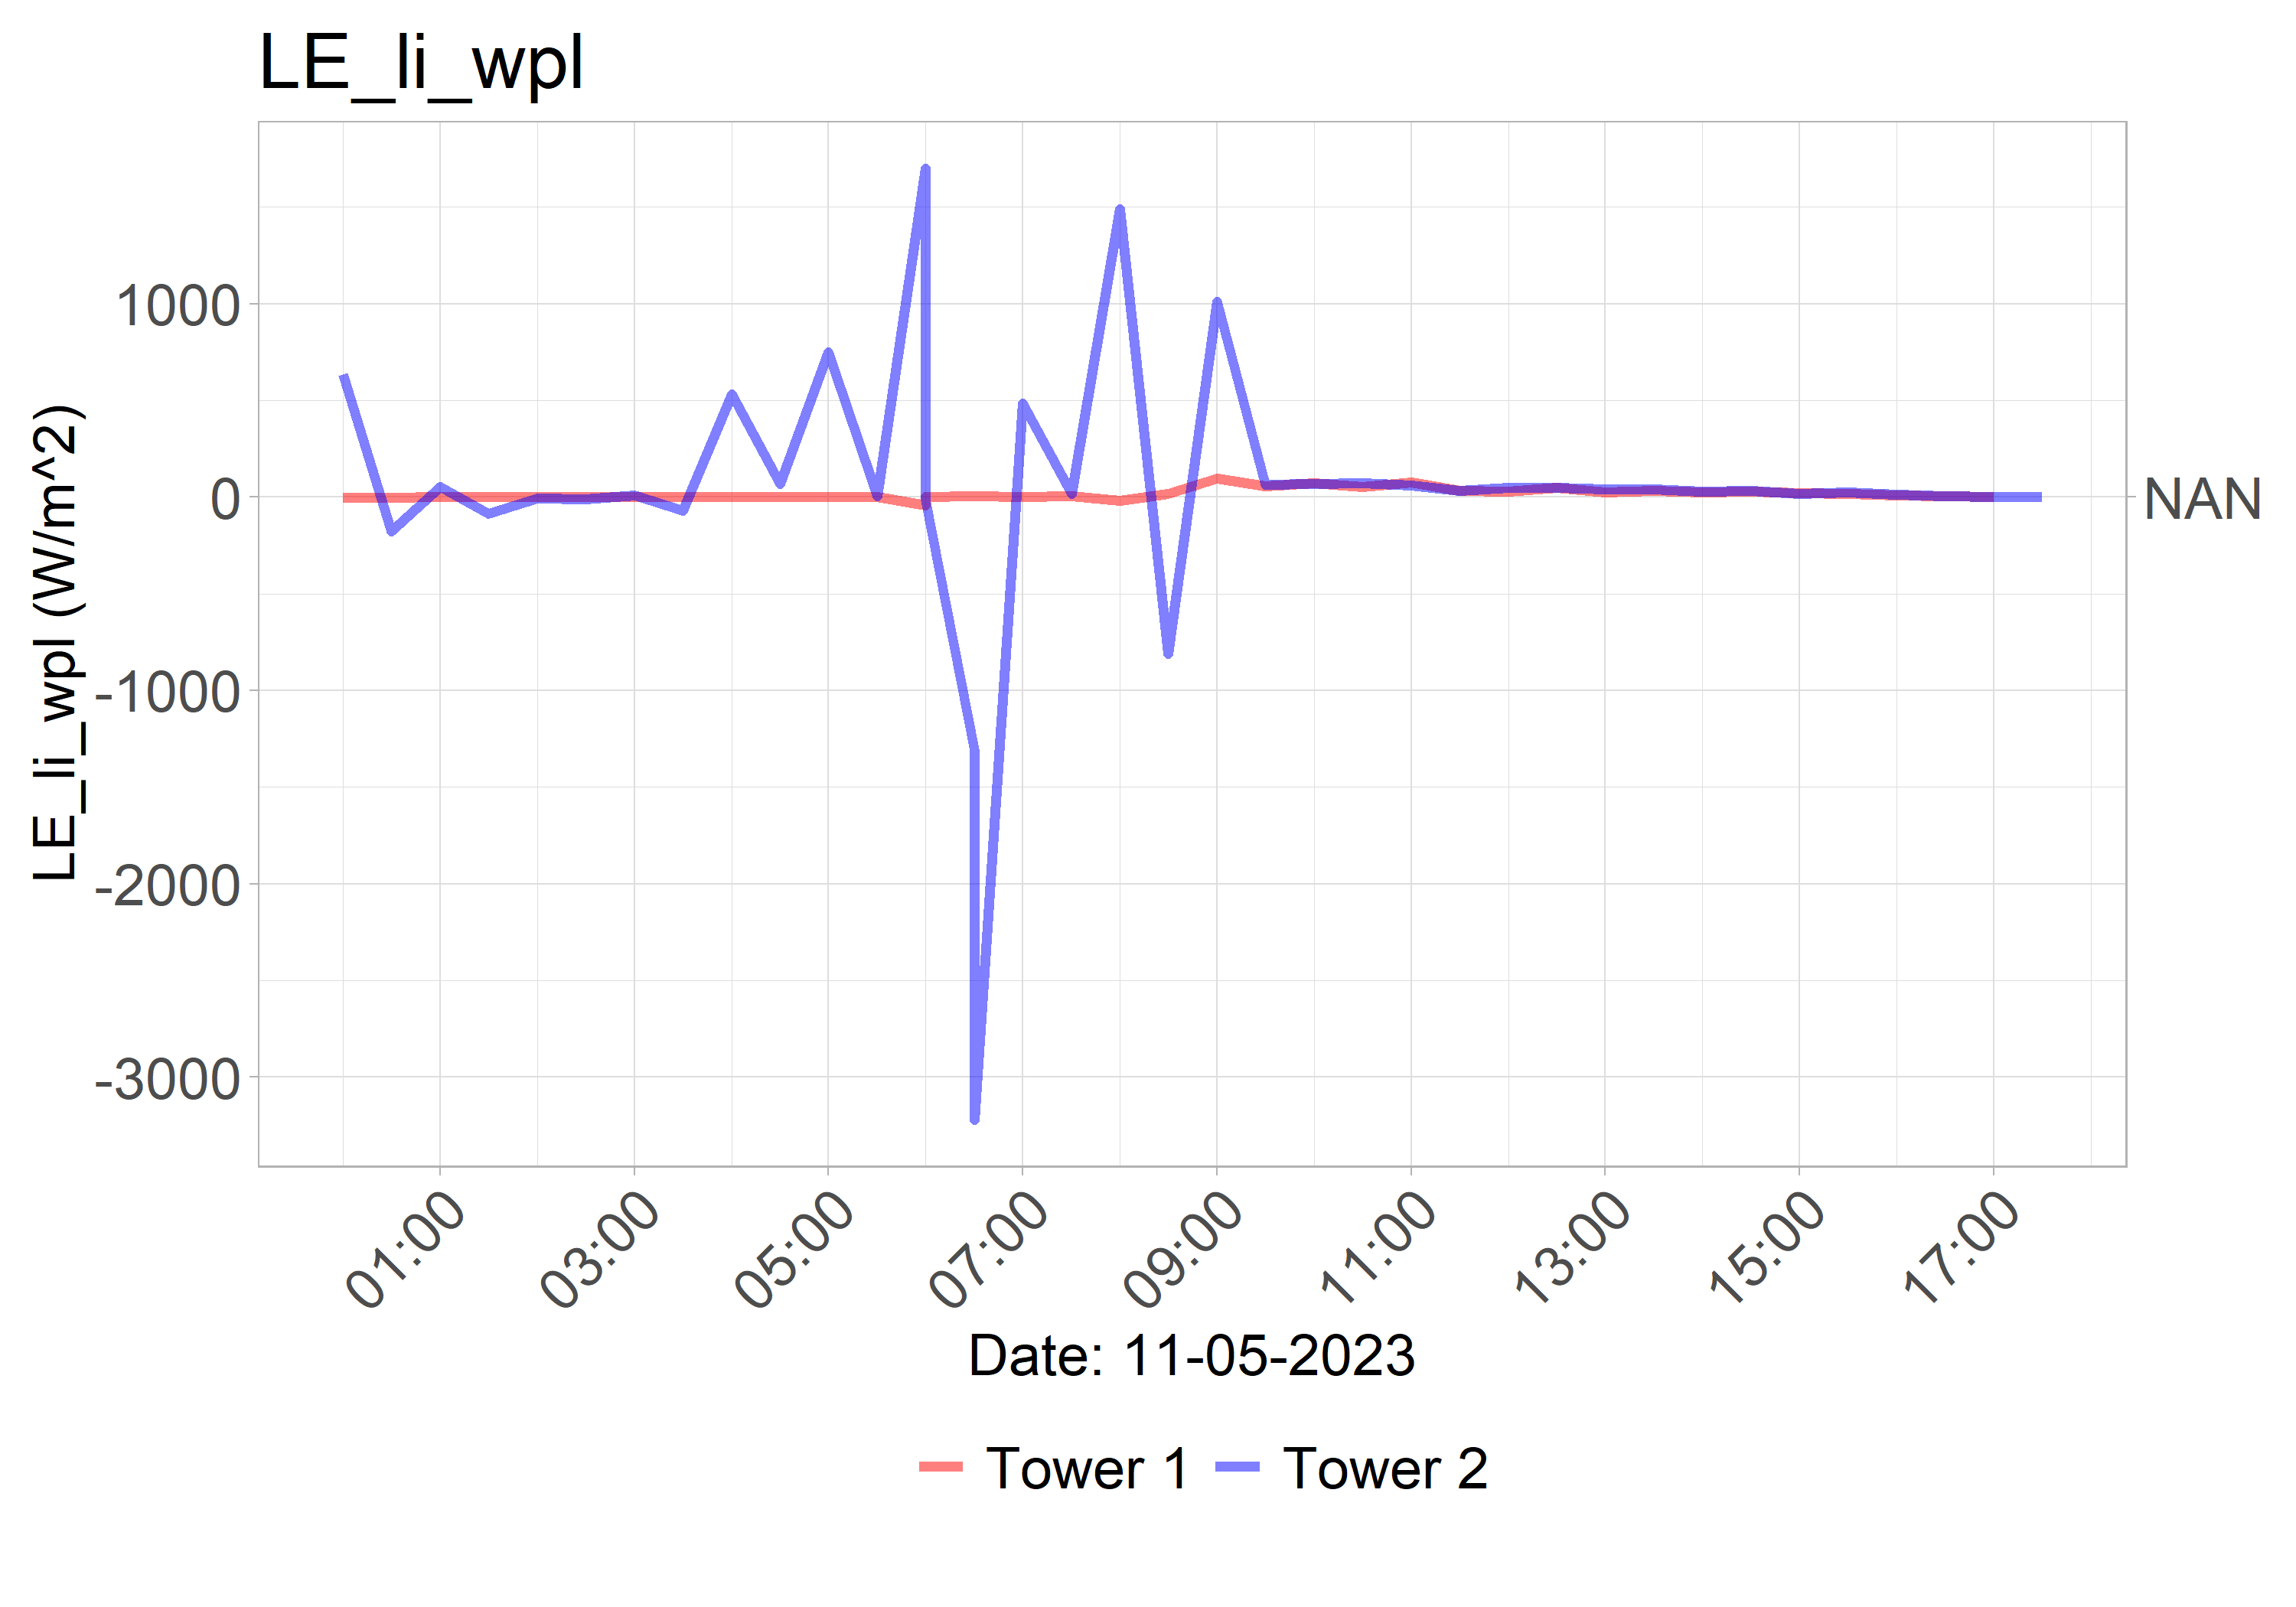 LE_li_wpl
LE_li_wpl (W/m^2)
1000
0
-1000
-2000
-3000
NAN
01:00
03:00
05:00
07:00
09:00
11:00
13:00
15:00
17:00
Date: 11-05-2023
Tower 1
Tower 2